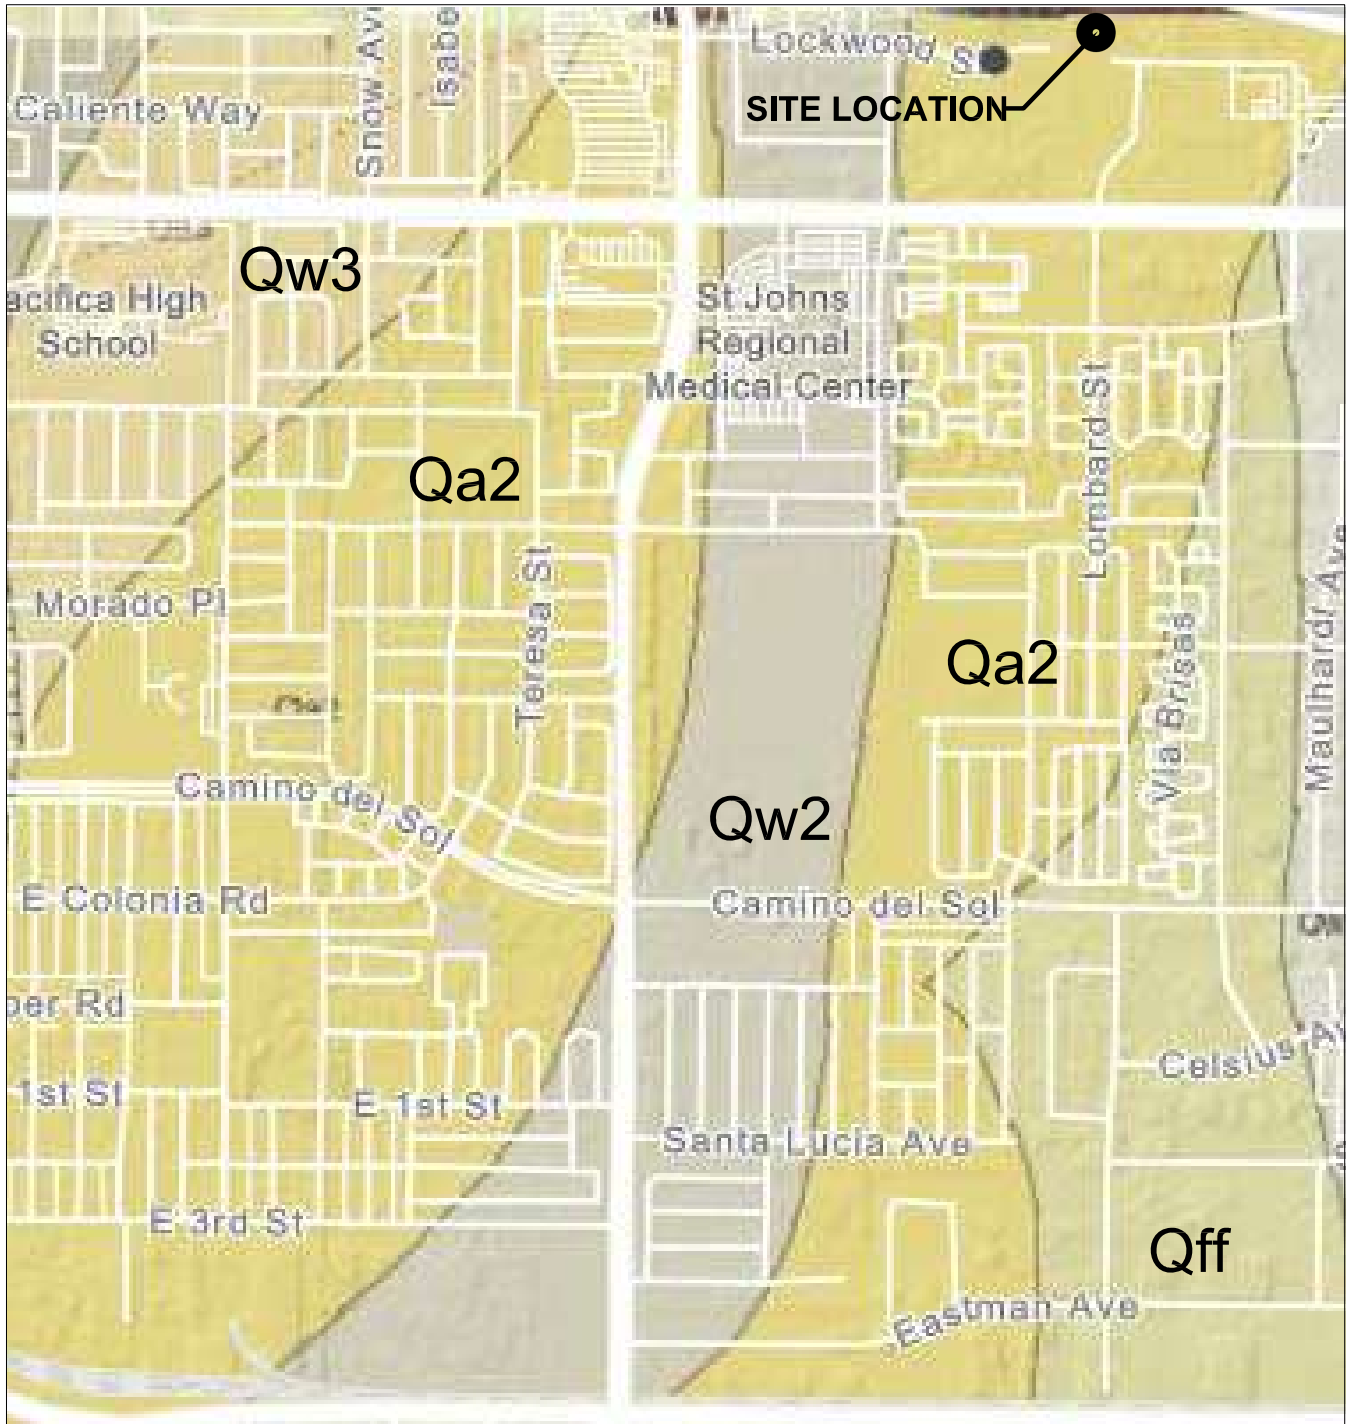 Lockwood S
SITE LOCATION
Caliente Way
Snow Av
Isabe
Qw3
acifica High
School
St Johns
Regional
Medical Center
Qa2
Lombard St
Teresa St
Morado Pl
Qa2
Via Brisas
Maulhardt Ave
Camino del Sol
Qw2
E Colonia Rd
Camino del Sol
per Rd
Celsius Av
1st St
E 1st St
Santa Lucia Ave
E 3rd St
Qff
Eastman Ave